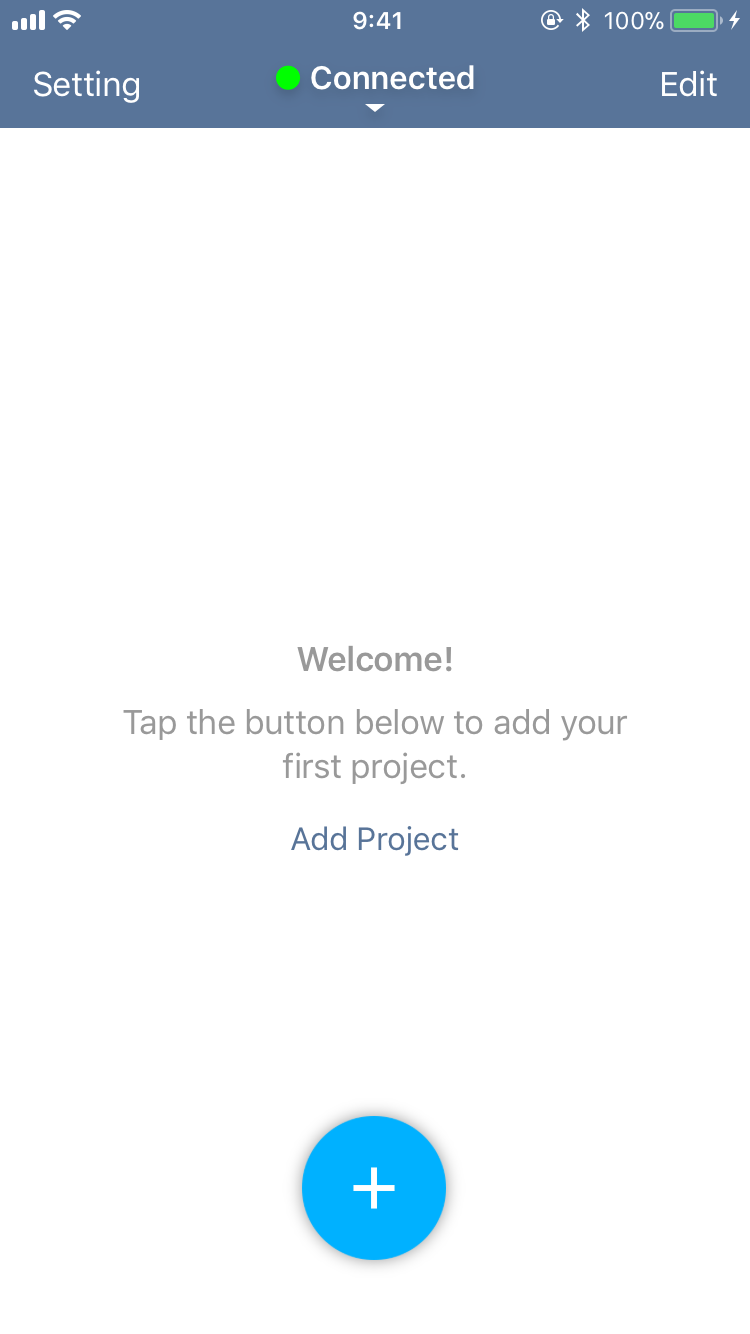 9:41
100%
Setting
Connected
Edit
Welcome!
Tap the button below to add your
first project.
Add Project
+